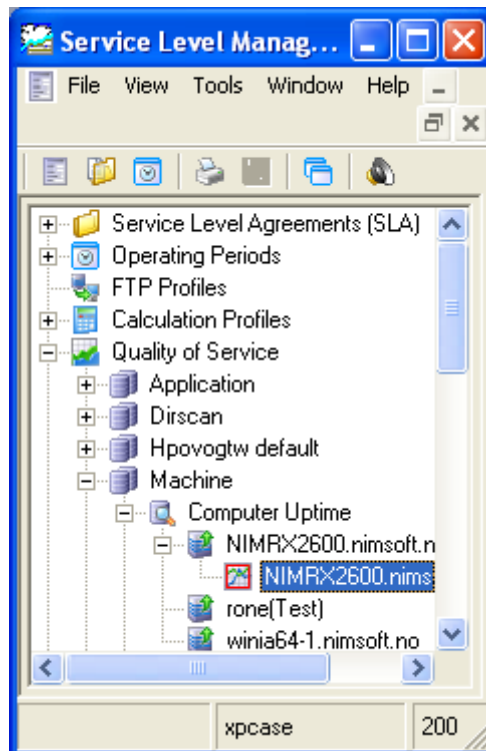 Service Level Manag...
File View Tools Window Help
Service Level Agreements (SLA)
Operating Periods
FTP Profiles
Calculation Profiles
Quality of Service
Application
Dirscan
Hpovogtw default
Machine
Computer Uptime
NIMRX2600.nimsoft.n
NIMRX2600.nims
rone(Test)
winia64-1.nimsoft.no
xpcase 200